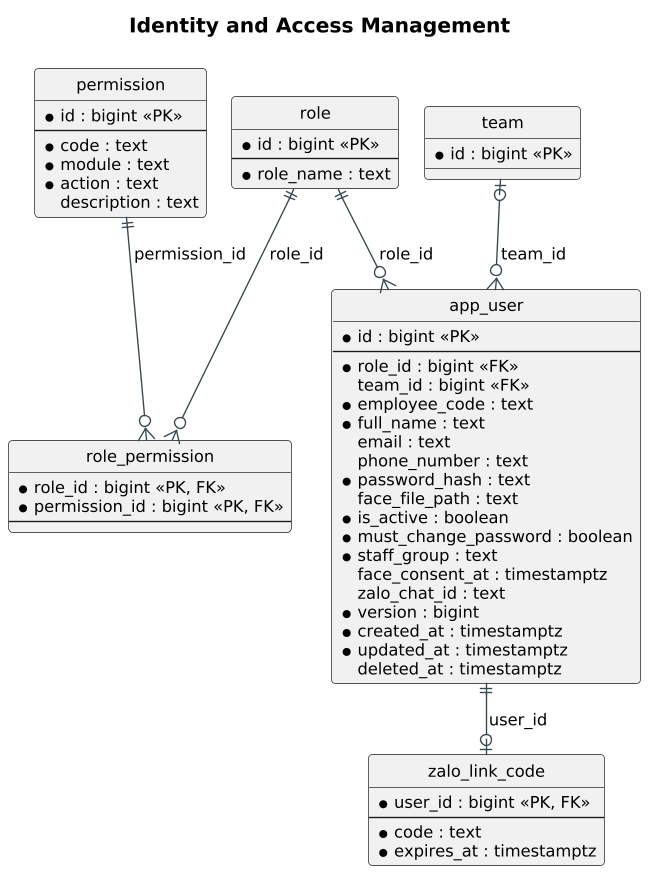 Identity and Access Management
permission
id : bigint «PK»
code : text
module : text
action : text
description : text
role
id : bigint «PK»
role_name : text
team
id : bigint «PK»
permission_id
role_id
role_id
team_id
app_user
id : bigint «PK»
role_id : bigint «FK»
team_id : bigint «FK»
employee_code : text
full_name : text
email : text
phone_number : text
password_hash : text
face_file_path : text
is_active : boolean
must_change_password : boolean
staff_group : text
face_consent_at : timestamptz
zalo_chat_id : text
version : bigint
created_at : timestamptz
updated_at : timestamptz
deleted_at : timestamptz
role_permission
role_id : bigint «PK, FK»
permission_id : bigint «PK, FK»
user_id
zalo_link_code
user_id : bigint «PK, FK»
code : text
expires_at : timestamptz